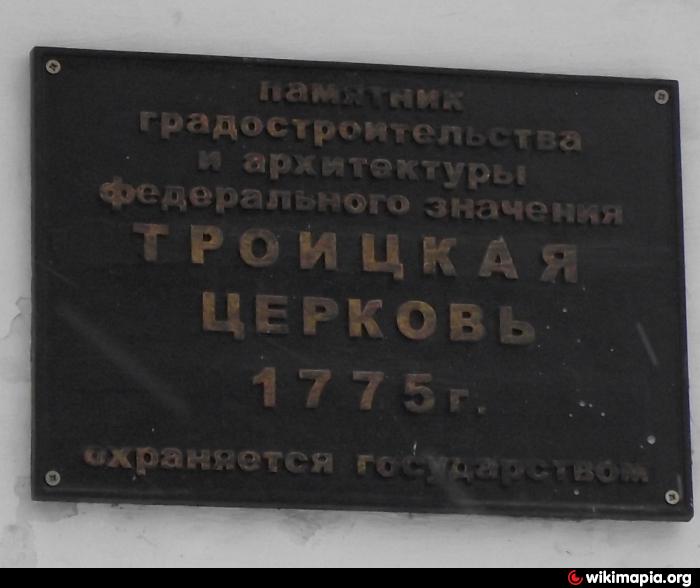 памятник
градостроительства
и архитектуры
федерального значения
ТРОИЦКАЯ
ЦЕРКОВЬ
1775г.
охраняется государством
wikimapia.org